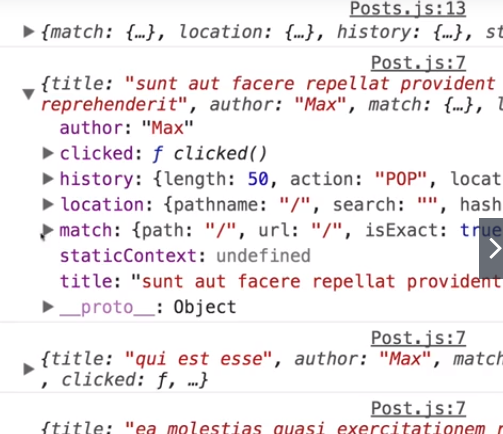 Posts.js:13
▶{match: {…}, location: {…}, history: {…}, st
Post.js:7
{title: "sunt aut facere repellat provident
▼ reprehenderit", author: "Max", match: {…}, l
author: "Max"
▶clicked: ƒ clicked()
▶history: {length: 50, action: "POP", locat
▶location: {pathname: "/", search: "", hash
▶match: {path: "/", url: "/", isExact: true
staticContext: undefined
title: "sunt aut facere repellat provident
▶__proto__: Object
Post.js:7
{title: "qui est esse", author: "Max", match
▶, clicked: ƒ, …}
Post.js:7
{title: "ea molestias quasi exercitationem r